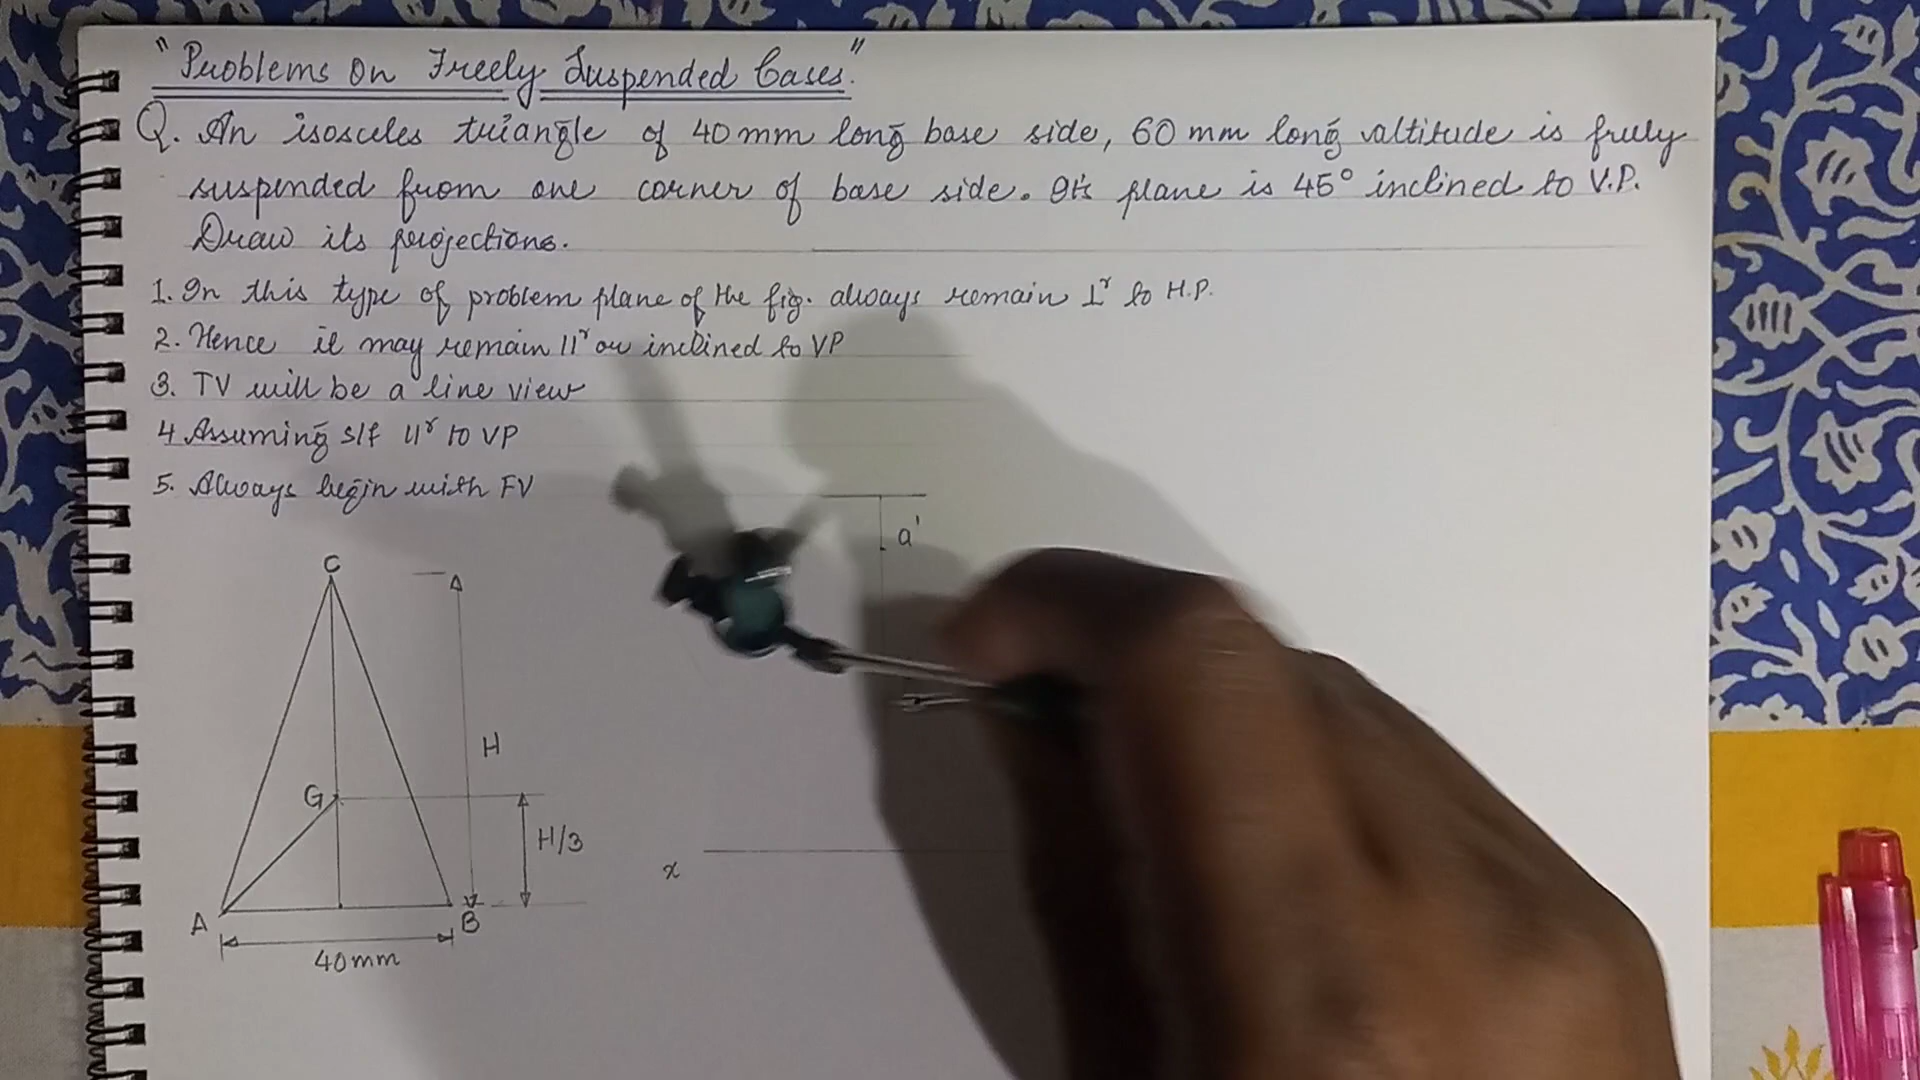 "Problems On Freely Suspended Cases".
Q. An isosceles triangle of 40 mm long base side, 60 mm long altitude is freely
suspended from one corner of base side. It's plane is 45° inclined to V.P.
Draw its projections.
1. In this type of problem plane of the fig. always remain ⊥r to H.P.
2. Hence it may remain 11r or inclined to VP
3. TV will be a line view
4 Assuming s/f 11r to VP
5. Always begin with FV
a'
C
H
G
H/3
x
A
B
40mm